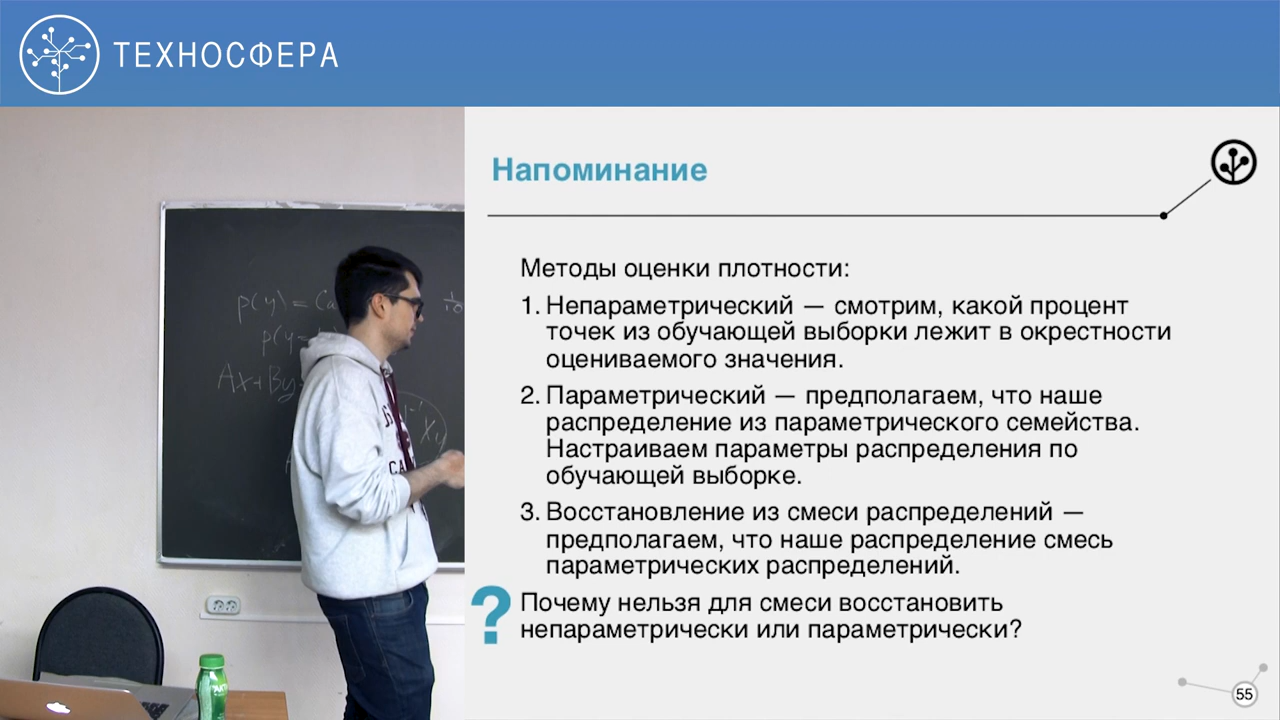 ТЕХНОСФЕРА
Напоминание
Методы оценки плотности:
1. Непараметрический — смотрим, какой процент
точек из обучающей выборки лежит в окрестности
оцениваемого значения.
2. Параметрический — предполагаем, что наше
распределение из параметрического семейства.
Настраиваем параметры распределения по
обучающей выборке.
3. Восстановление из смеси распределений —
предполагаем, что наше распределение смесь
параметрических распределений.
? Почему нельзя для смеси восстановить
непараметрически или параметрически?
55
p(y) =
p(y=
Ax+By